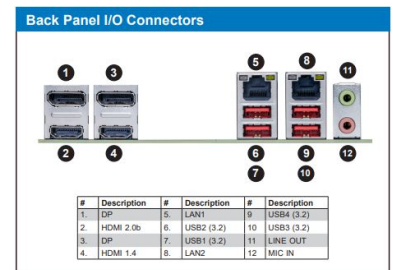 Back Panel I/O Connectors
5 8
1 3 11
2 4 6 9 12
7 10
# Description # Description # Description
1. DP 5. LAN1 9 USB4 (3.2)
2. HDMI 2.0b 6. USB2 (3.2) 10 USB3 (3.2)
3. DP 7. USB1 (3.2) 11 LINE OUT
4. HDMI 1.4 8. LAN2 12 MIC IN